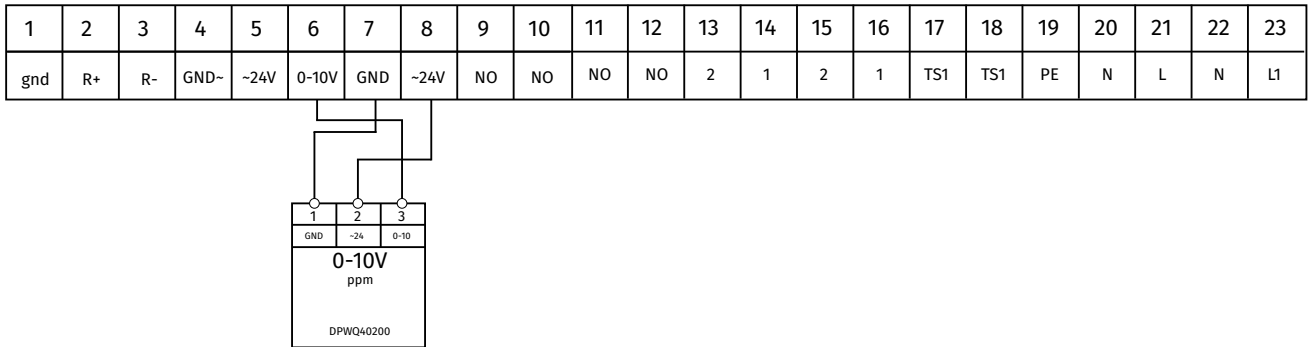 1 2 3 4 5 6 7 8 9 10 11 12 13 14 15 16 17 18 19 20 21 22 23
gnd R+ R- GND~ ~24V 0-10V GND ~24V NO NO NO NO 2 1 2 1 TS1 TS1 PE N L N L1
1 2 3
GND ~24 0-10
0-10V
ppm
DPWQ40200